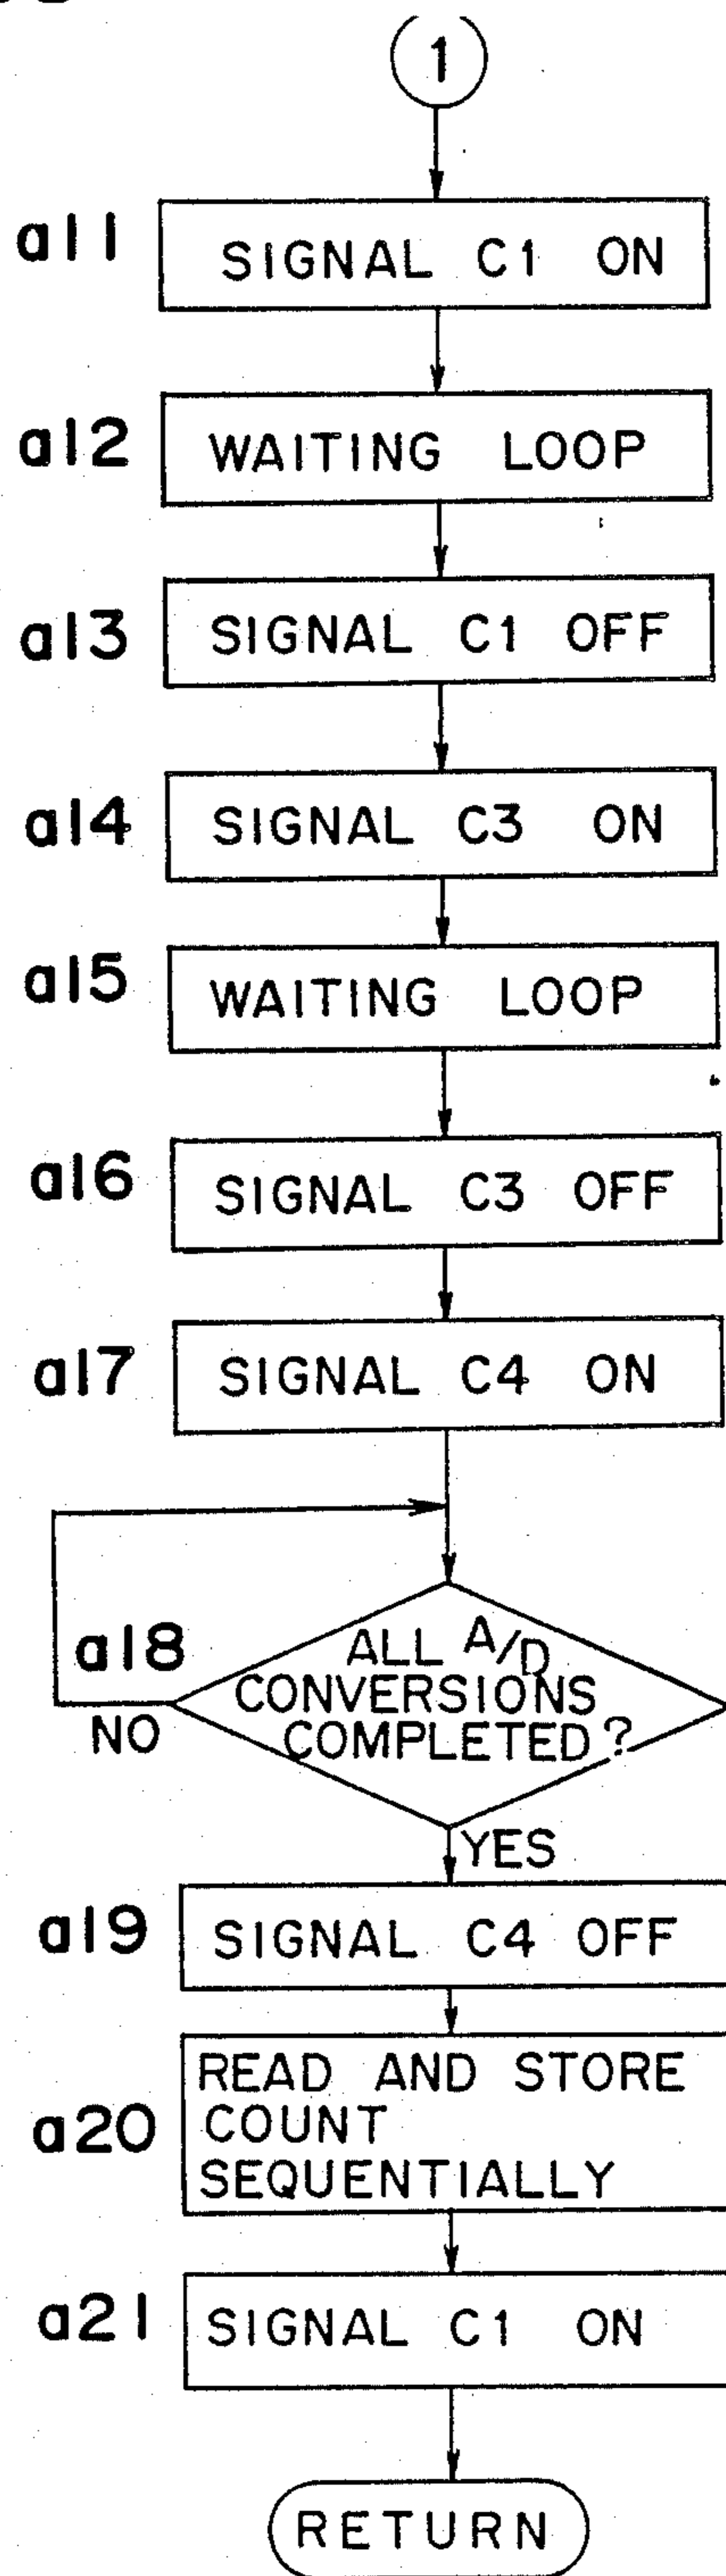 1
a11
SIGNAL C1 ON
a12
WAITING LOOP
a13
SIGNAL C1 OFF
a14
SIGNAL C3 ON
a15
WAITING LOOP
a16
SIGNAL C3 OFF
a17
SIGNAL C4 ON
a18
ALL A/D
CONVERSIONS
COMPLETED?
NO
YES
a19
SIGNAL C4 OFF
a20
READ AND STORE
COUNT
SEQUENTIALLY
a21
SIGNAL C1 ON
RETURN